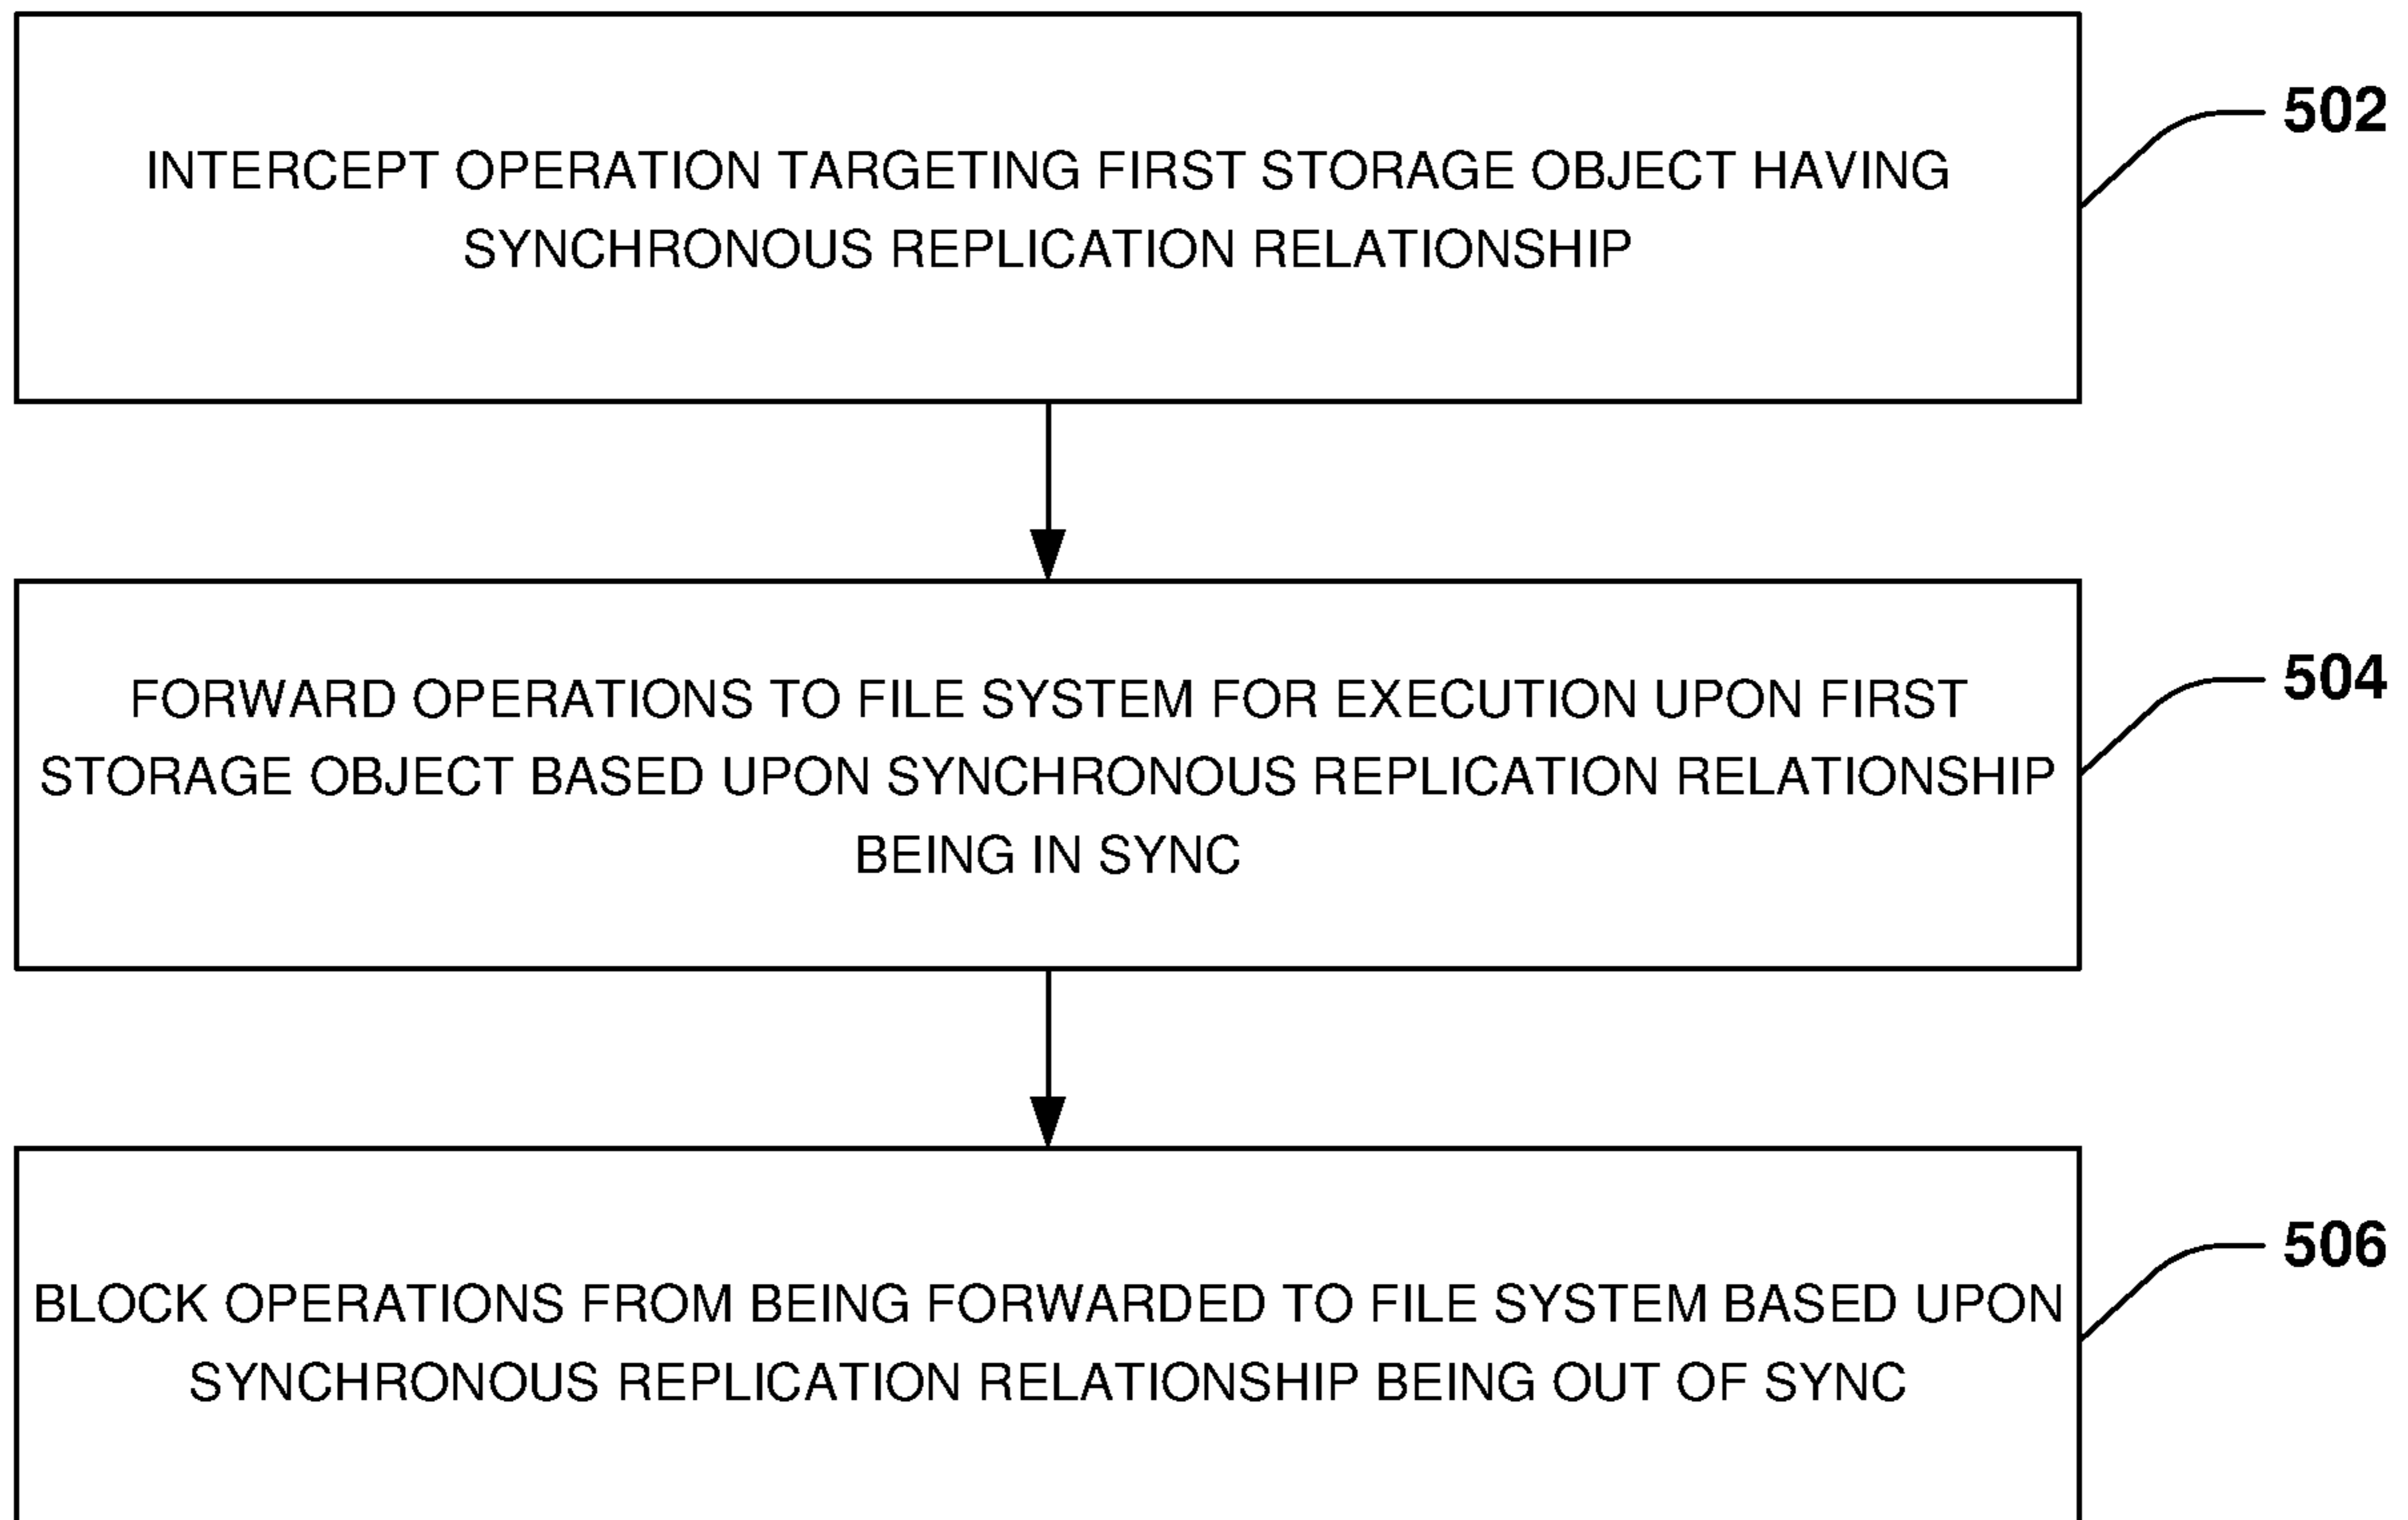 INTERCEPT OPERATION TARGETING FIRST STORAGE OBJECT HAVING
SYNCHRONOUS REPLICATION RELATIONSHIP
502
FORWARD OPERATIONS TO FILE SYSTEM FOR EXECUTION UPON FIRST
STORAGE OBJECT BASED UPON SYNCHRONOUS REPLICATION RELATIONSHIP
BEING IN SYNC
504
BLOCK OPERATIONS FROM BEING FORWARDED TO FILE SYSTEM BASED UPON
SYNCHRONOUS REPLICATION RELATIONSHIP BEING OUT OF SYNC
506